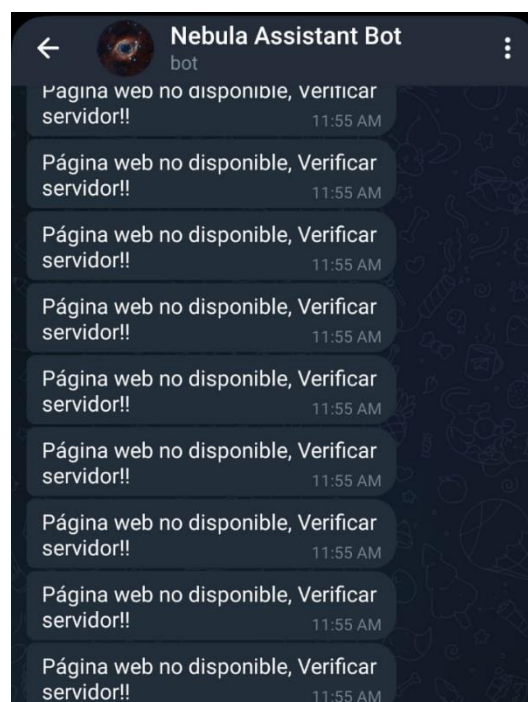 Nebula Assistant Bot
bot
Página web no disponible, Verificar
servidor!!
11:55 AM
Página web no disponible, Verificar
servidor!!
11:55 AM
Página web no disponible, Verificar
servidor!!
11:55 AM
Página web no disponible, Verificar
servidor!!
11:55 AM
Página web no disponible, Verificar
servidor!!
11:55 AM
Página web no disponible, Verificar
servidor!!
11:55 AM
Página web no disponible, Verificar
servidor!!
11:55 AM
Página web no disponible, Verificar
servidor!!
11:55 AM
Página web no disponible, Verificar
servidor!!
11:55 AM